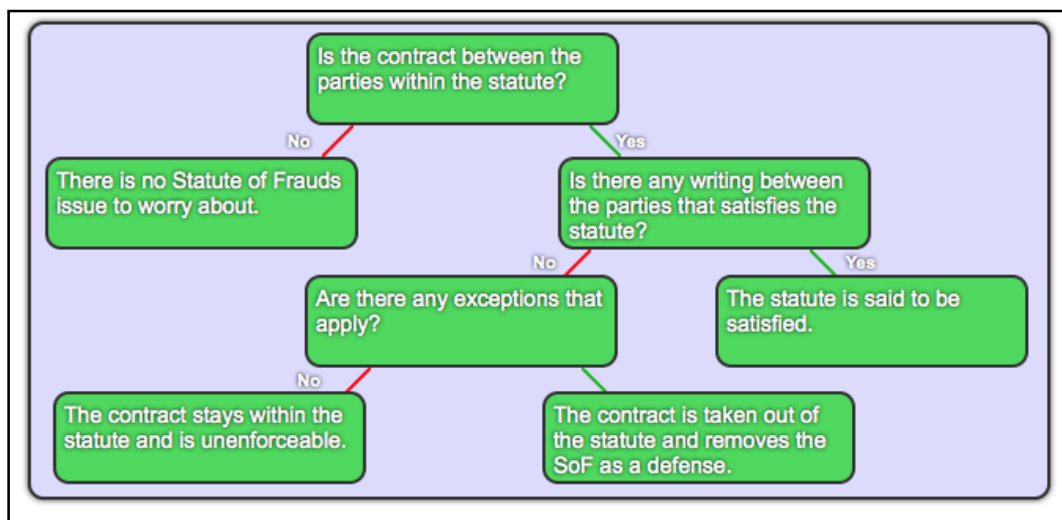 Is the contract between the
parties within the statute?
No
Yes
There is no Statute of Frauds
issue to worry about.
Is there any writing between
the parties that satisfies the
statute?
No
Yes
Are there any exceptions that
apply?
The statute is said to be
satisfied.
No
The contract stays within the
statute and is unenforceable.
The contract is taken out of
the statute and removes the
SoF as a defense.